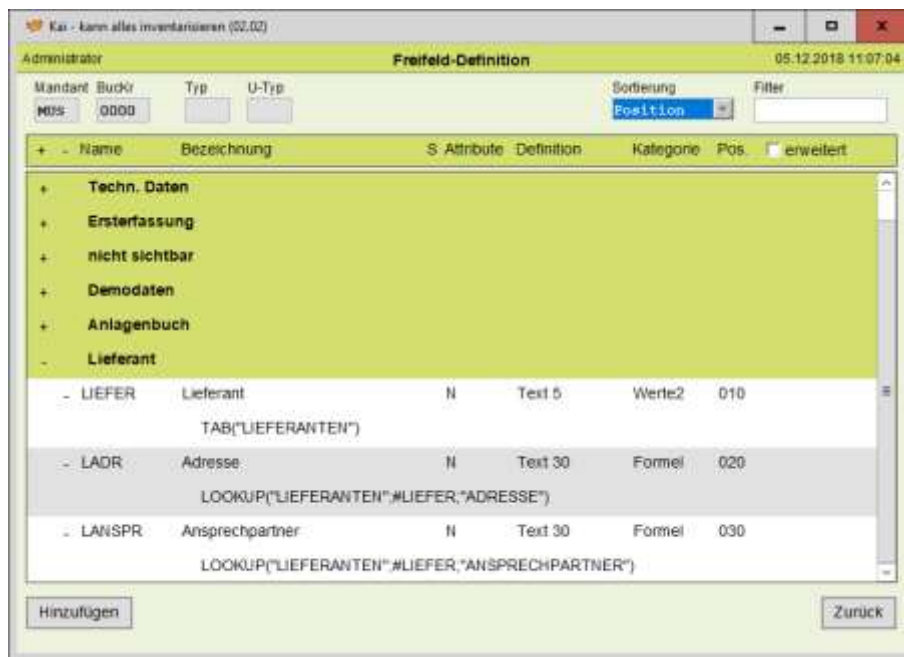 Kai - kann alles inventarisieren (02.02)
Administrator Freifeld-Definition 05.12.2018 11:07:04
Mandant BucKr Typ U-Typ Sortierung Filter
MUS 0000 Position
+ - Name Bezeichnung S Attribute Definition Kategorie Pos. erweitert
+ Techn. Daten
+ Ersterfassung
+ nicht sichtbar
+ Demodaten
+ Anlagenbuch
- Lieferant
- LIEFER Lieferant N Text 5 Werte2 010
TAB("LIEFERANTEN")
- LADR Adresse N Text 30 Formel 020
LOOKUP("LIEFERANTEN";#LIEFER;"ADRESSE")
- LANSPR Ansprechpartner N Text 30 Formel 030
LOOKUP("LIEFERANTEN";#LIEFER;"ANSPRECHPARTNER")
Hinzufügen Zurück